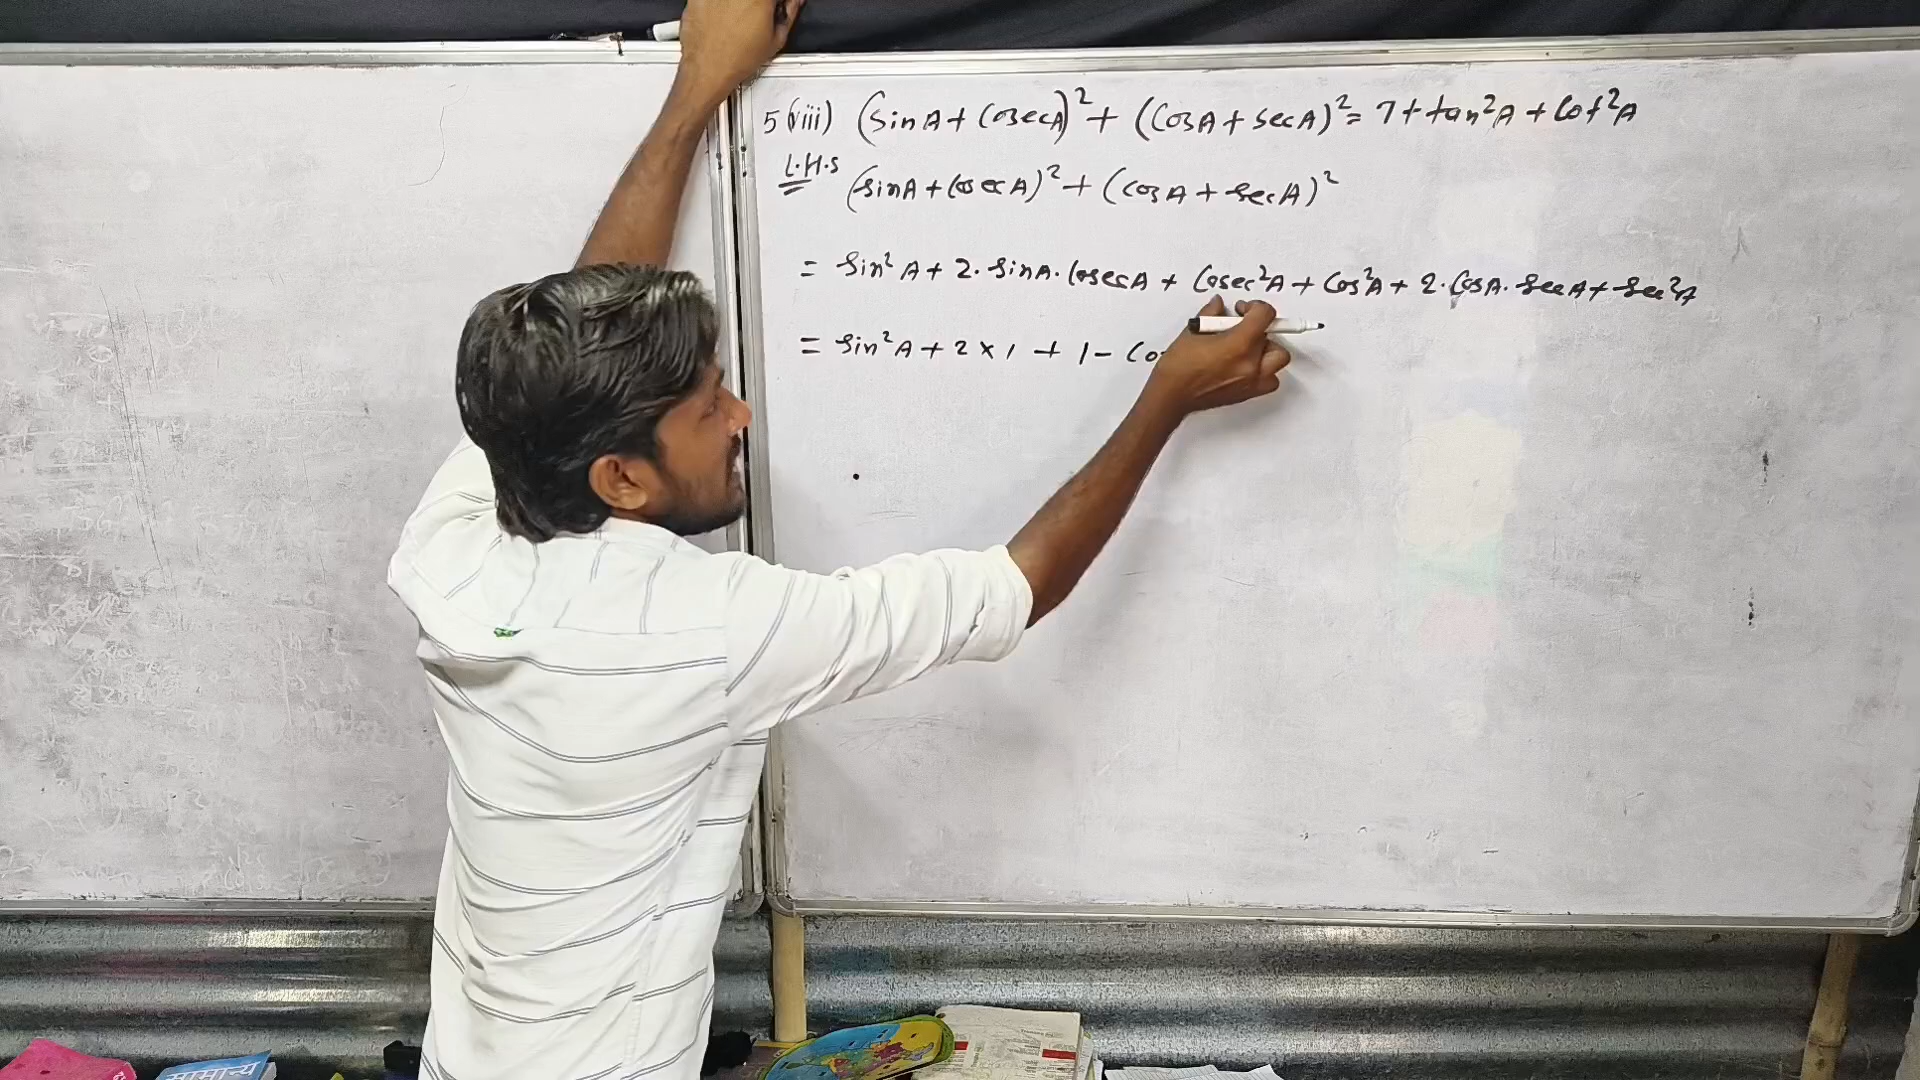 5 (viii) (SinA + CosecA)² + (CosA + SecA)² = 7 + tan²A + Cot²A
L.H.S (SinA + CosecA)² + (CosA + SecA)²
= Sin²A + 2 · SinA · CosecA + Cosec²A + Cos²A + 2 · CosA · SecA + Sec²A
= Sin²A + 2 × 1 + 1 - Co
सामान्य